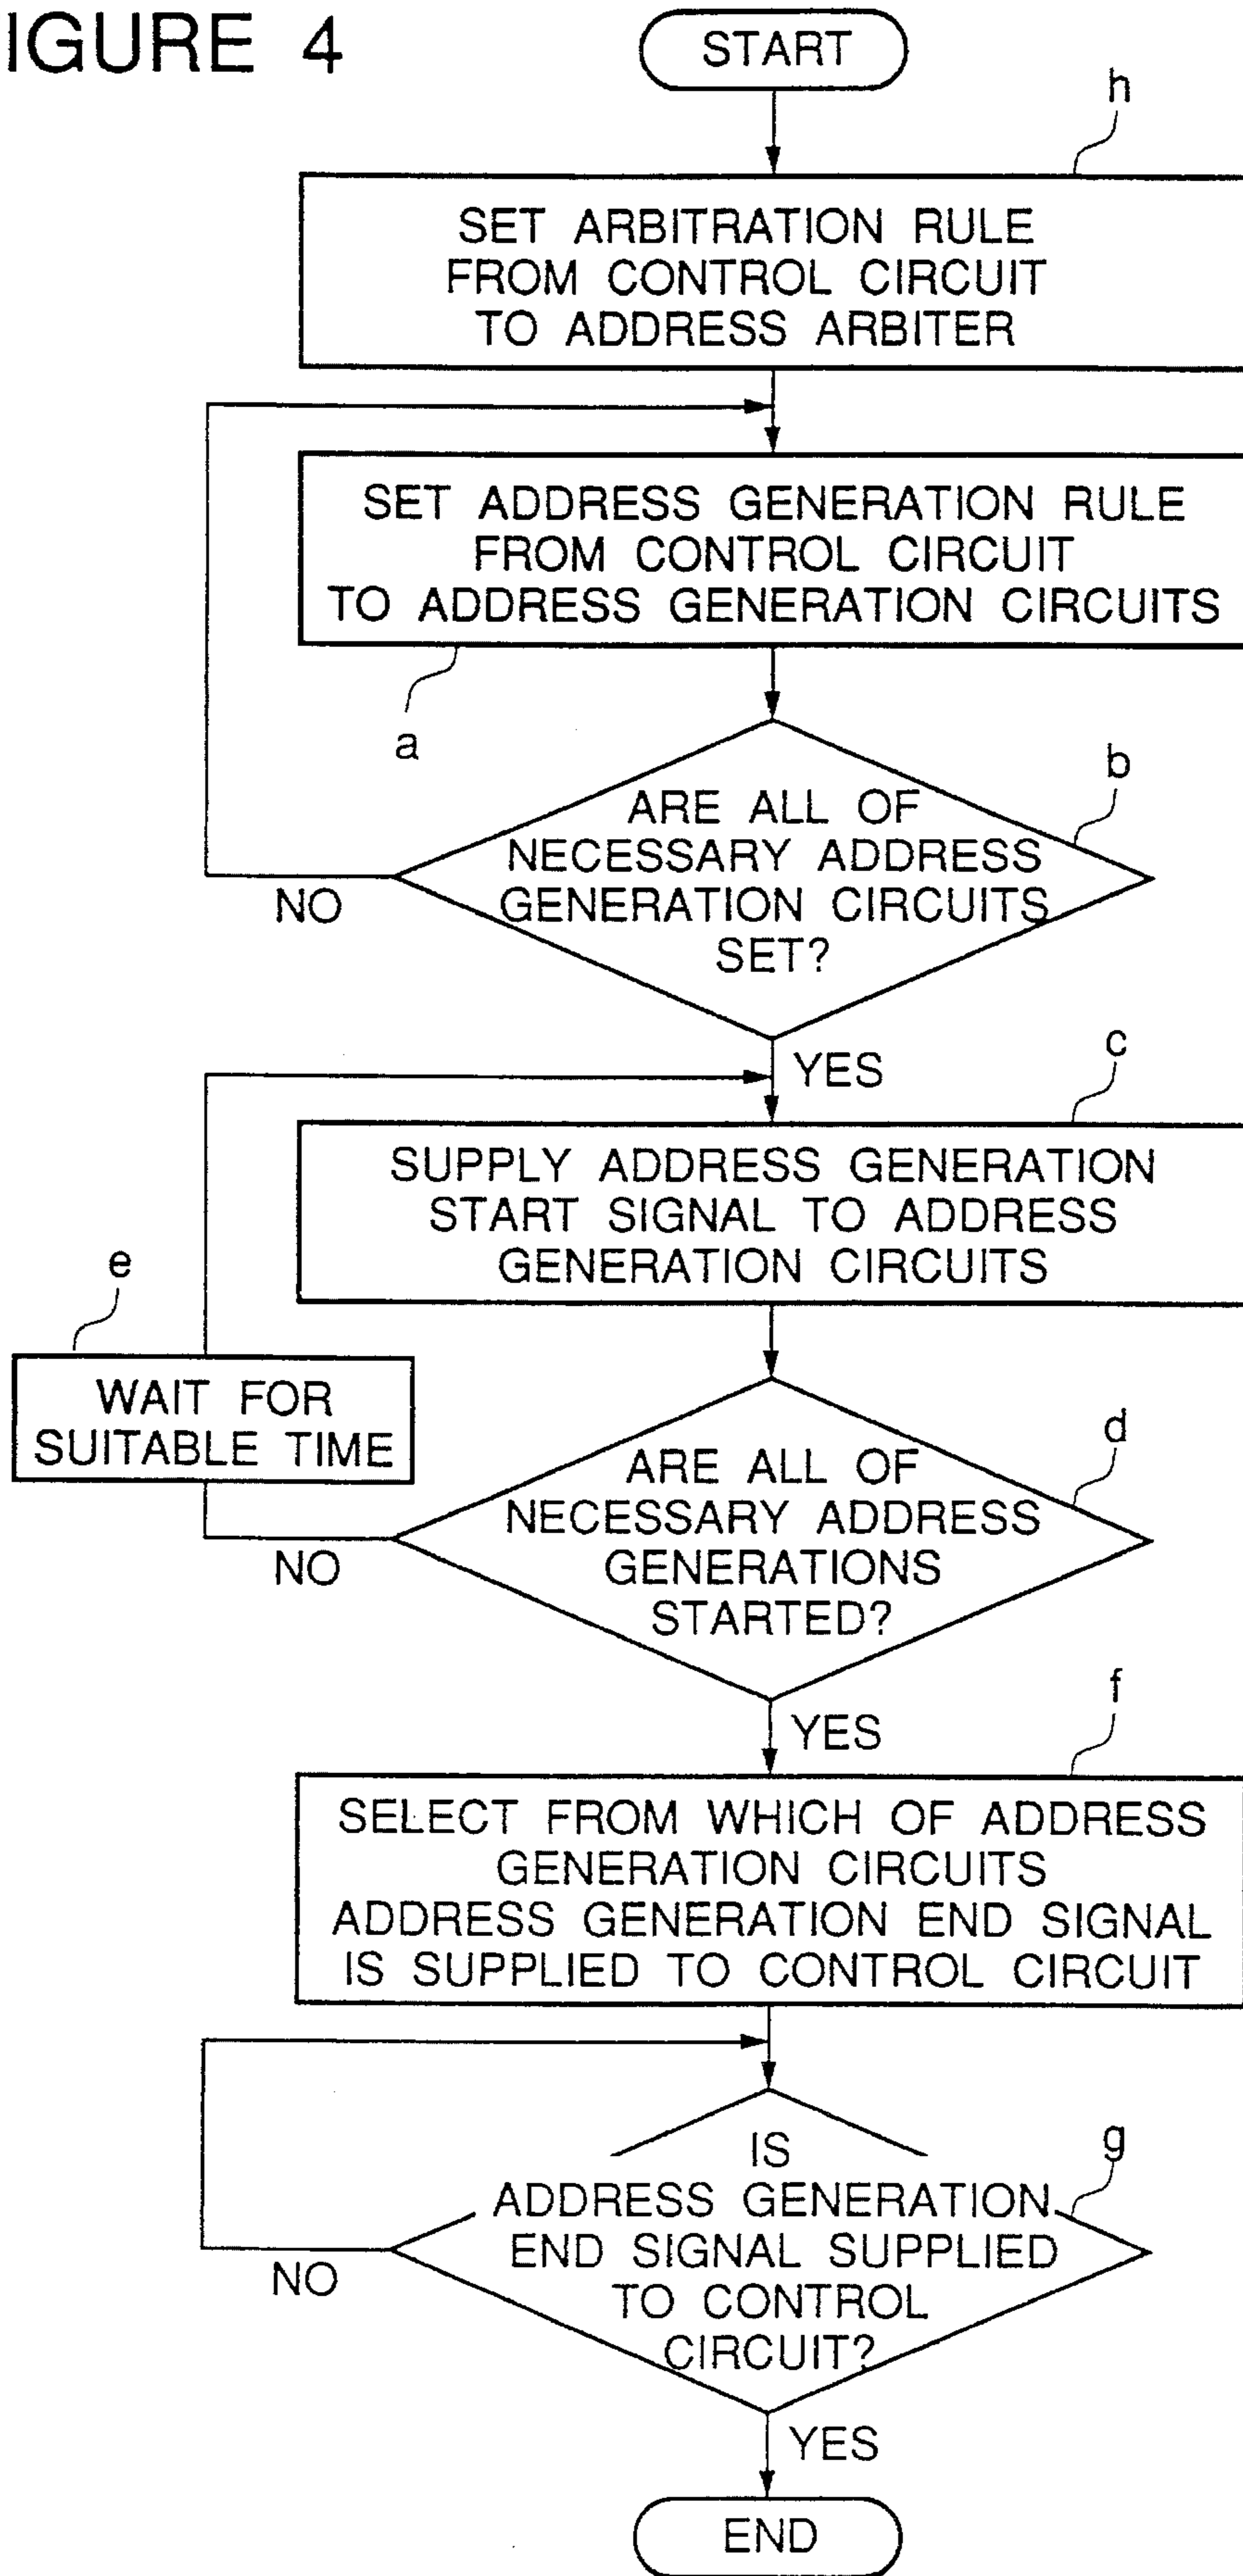 IGURE 4
START
h
SET ARBITRATION RULE
FROM CONTROL CIRCUIT
TO ADDRESS ARBITER
SET ADDRESS GENERATION RULE
FROM CONTROL CIRCUIT
TO ADDRESS GENERATION CIRCUITS
a
b
ARE ALL OF
NECESSARY ADDRESS
GENERATION CIRCUITS
SET?
NO
YES
c
SUPPLY ADDRESS GENERATION
START SIGNAL TO ADDRESS
GENERATION CIRCUITS
e
WAIT FOR
SUITABLE TIME
d
ARE ALL OF
NECESSARY ADDRESS
GENERATIONS
STARTED?
NO
YES
f
SELECT FROM WHICH OF ADDRESS
GENERATION CIRCUITS
ADDRESS GENERATION END SIGNAL
IS SUPPLIED TO CONTROL CIRCUIT
g
IS
ADDRESS GENERATION
END SIGNAL SUPPLIED
TO CONTROL
CIRCUIT?
NO
YES
END